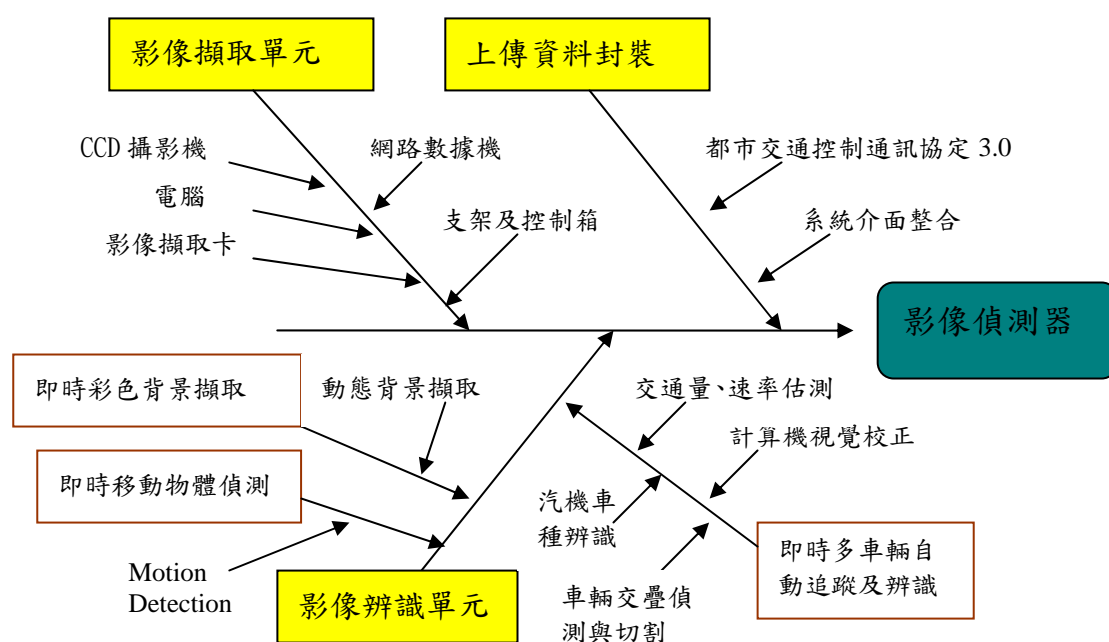 影像擷取單元
上傳資料封裝
CCD 攝影機
網路數據機
都市交通控制通訊協定 3.0
電腦
支架及控制箱
系統介面整合
影像擷取卡
影像偵測器
即時彩色背景擷取
動態背景擷取
交通量、速率估測
計算機視覺校正
即時移動物體偵測
汽機車
種辨識
即時多車輛自
動追蹤及辨識
Motion
Detection
影像辨識單元
車輛交疊偵
測與切割